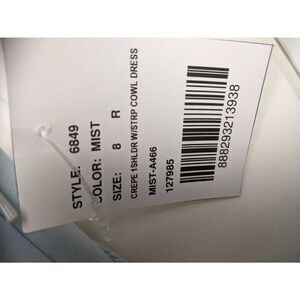 STYLE: 6849
COLOR: MIST
SIZE: 8 R
CREPE 1SHLDR W/STRP COWL DRESS
MIST-A466
127985
888293213938